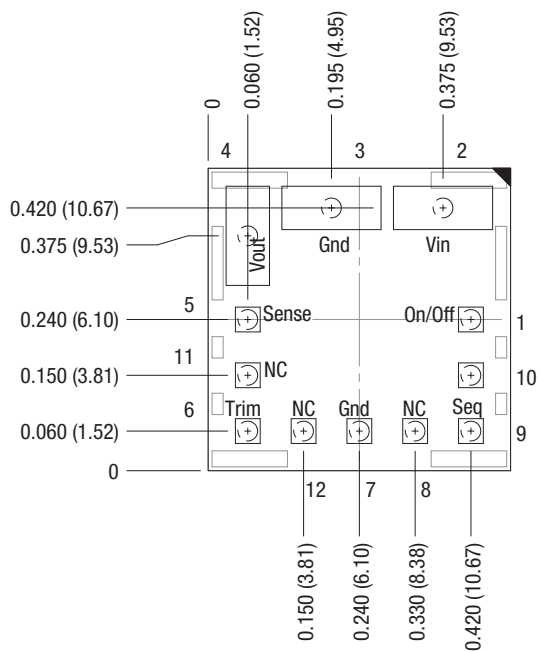 0
0.060 (1.52)
0.195 (4.95)
0.375 (9.53)
4
3
2
0.420 (10.67)
0.375 (9.53)
Vout
Gnd
Vin
0.240 (6.10)
5
Sense
On/Off
1
0.150 (3.81)
11
NC
10
0.060 (1.52)
6
Trim
NC
Gnd
NC
Seq
9
0
12
7
8
0.150 (3.81)
0.240 (6.10)
0.330 (8.38)
0.420 (10.67)